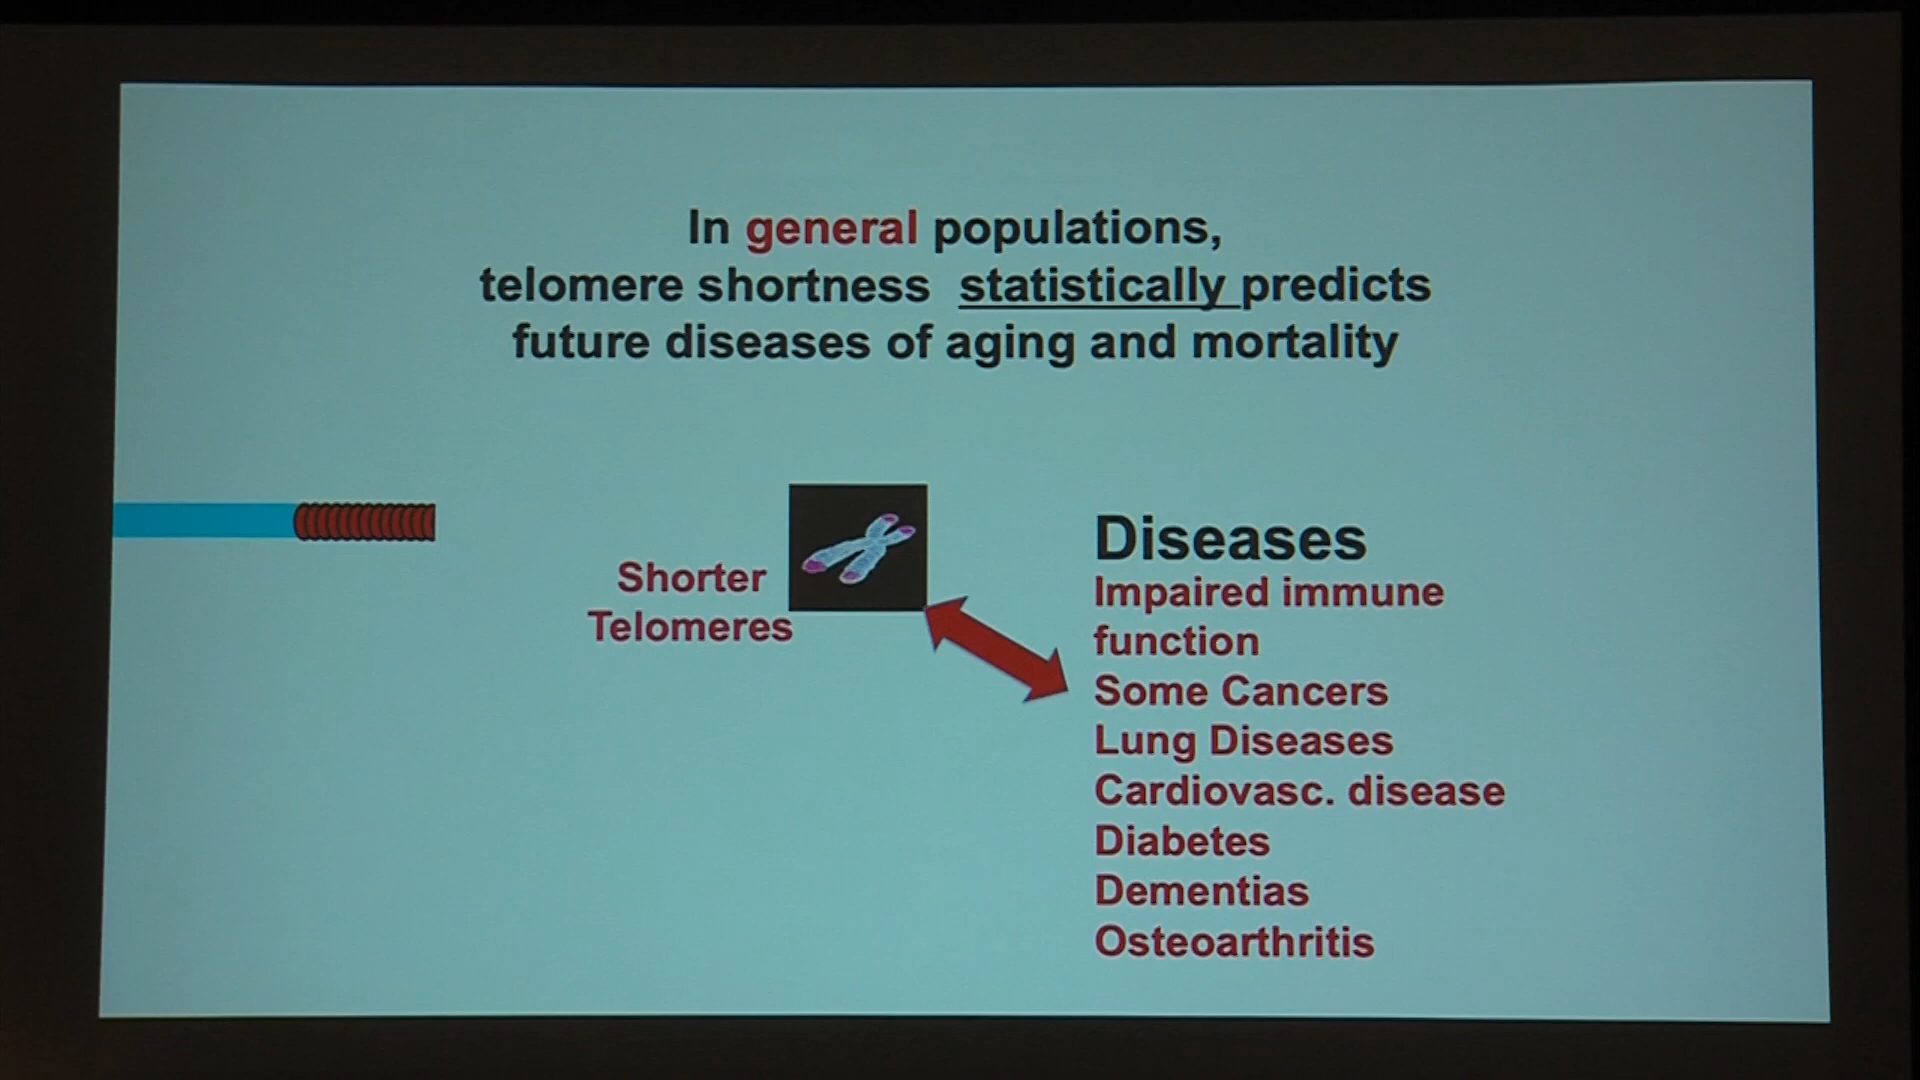 In general populations,
telomere shortness statistically predicts
future diseases of aging and mortality
Shorter
Telomeres
Diseases
Impaired immune
function
Some Cancers
Lung Diseases
Cardiovasc. disease
Diabetes
Dementias
Osteoarthritis